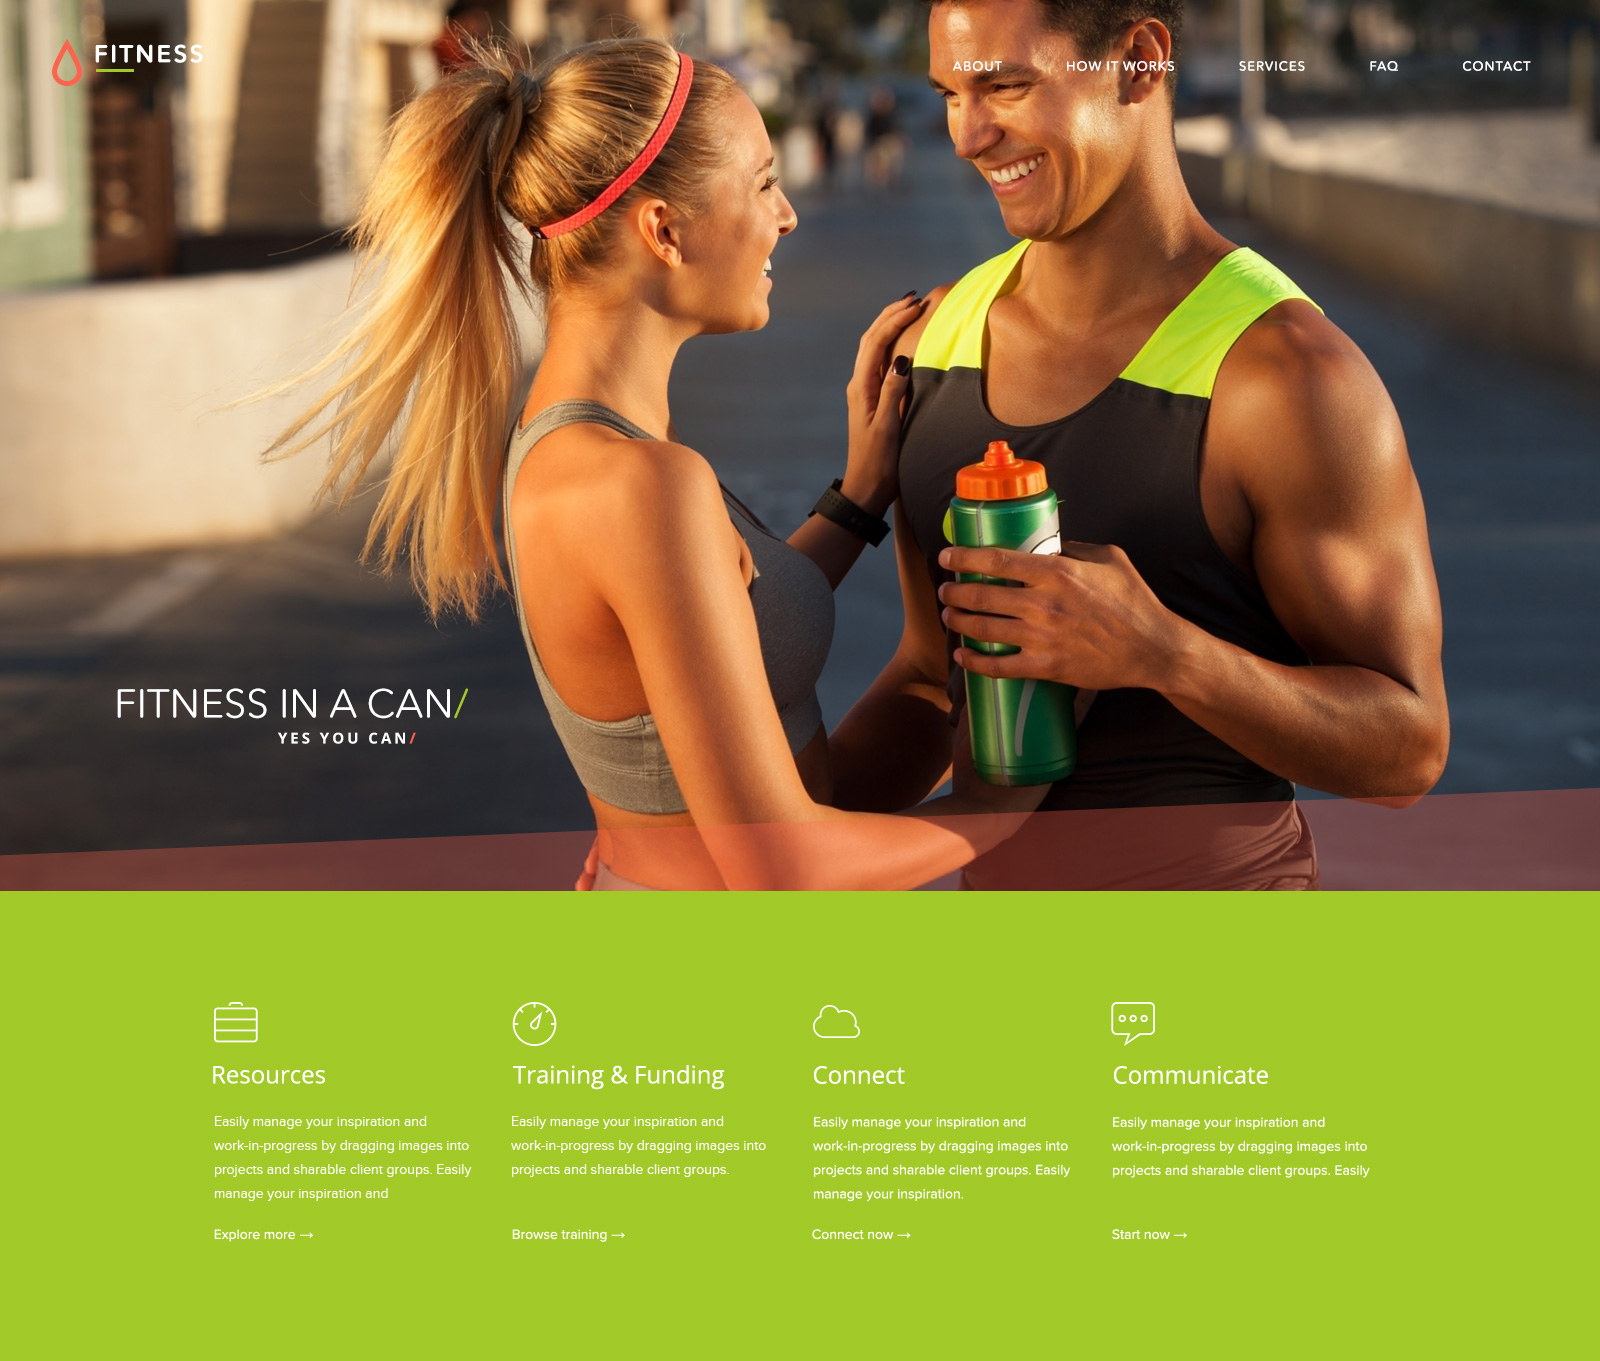 FITNESS
ABOUT HOW IT WORKS SERVICES FAQ CONTACT
FITNESS IN A CAN/
YES YOU CAN/
Resources
Easily manage your inspiration and
work-in-progress by dragging images into
projects and sharable client groups. Easily
manage your inspiration and
Explore more →
Training & Funding
Easily manage your inspiration and
work-in-progress by dragging images into
projects and sharable client groups.
Browse training →
Connect
Easily manage your inspiration and
work-in-progress by dragging images into
projects and sharable client groups. Easily
manage your inspiration.
Connect now →
Communicate
Easily manage your inspiration and
work-in-progress by dragging images into
projects and sharable client groups. Easily
Start now →